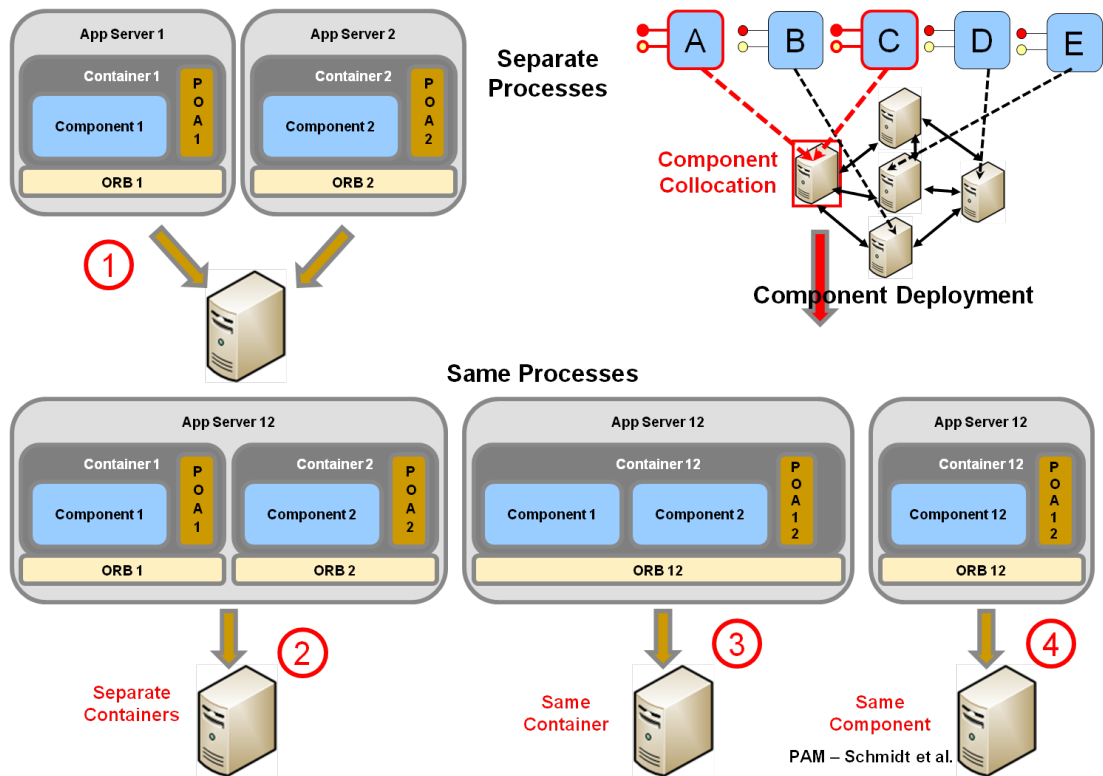 App Server 1
Container 1
Component 1
POA1
ORB 1
App Server 2
Container 2
Component 2
POA2
ORB 2
Separate
Processes
A
B
C
D
E
Component
Collocation
Component Deployment
1
Same Processes
App Server 12
Container 1
Component 1
POA1
ORB 1
Container 2
Component 2
POA2
ORB 2
App Server 12
Container 12
Component 1
Component 2
POA12
ORB 12
App Server 12
Container 12
Component 12
POA12
ORB 12
2
Separate
Containers
3
Same
Container
4
Same
Component
PAM – Schmidt et al.